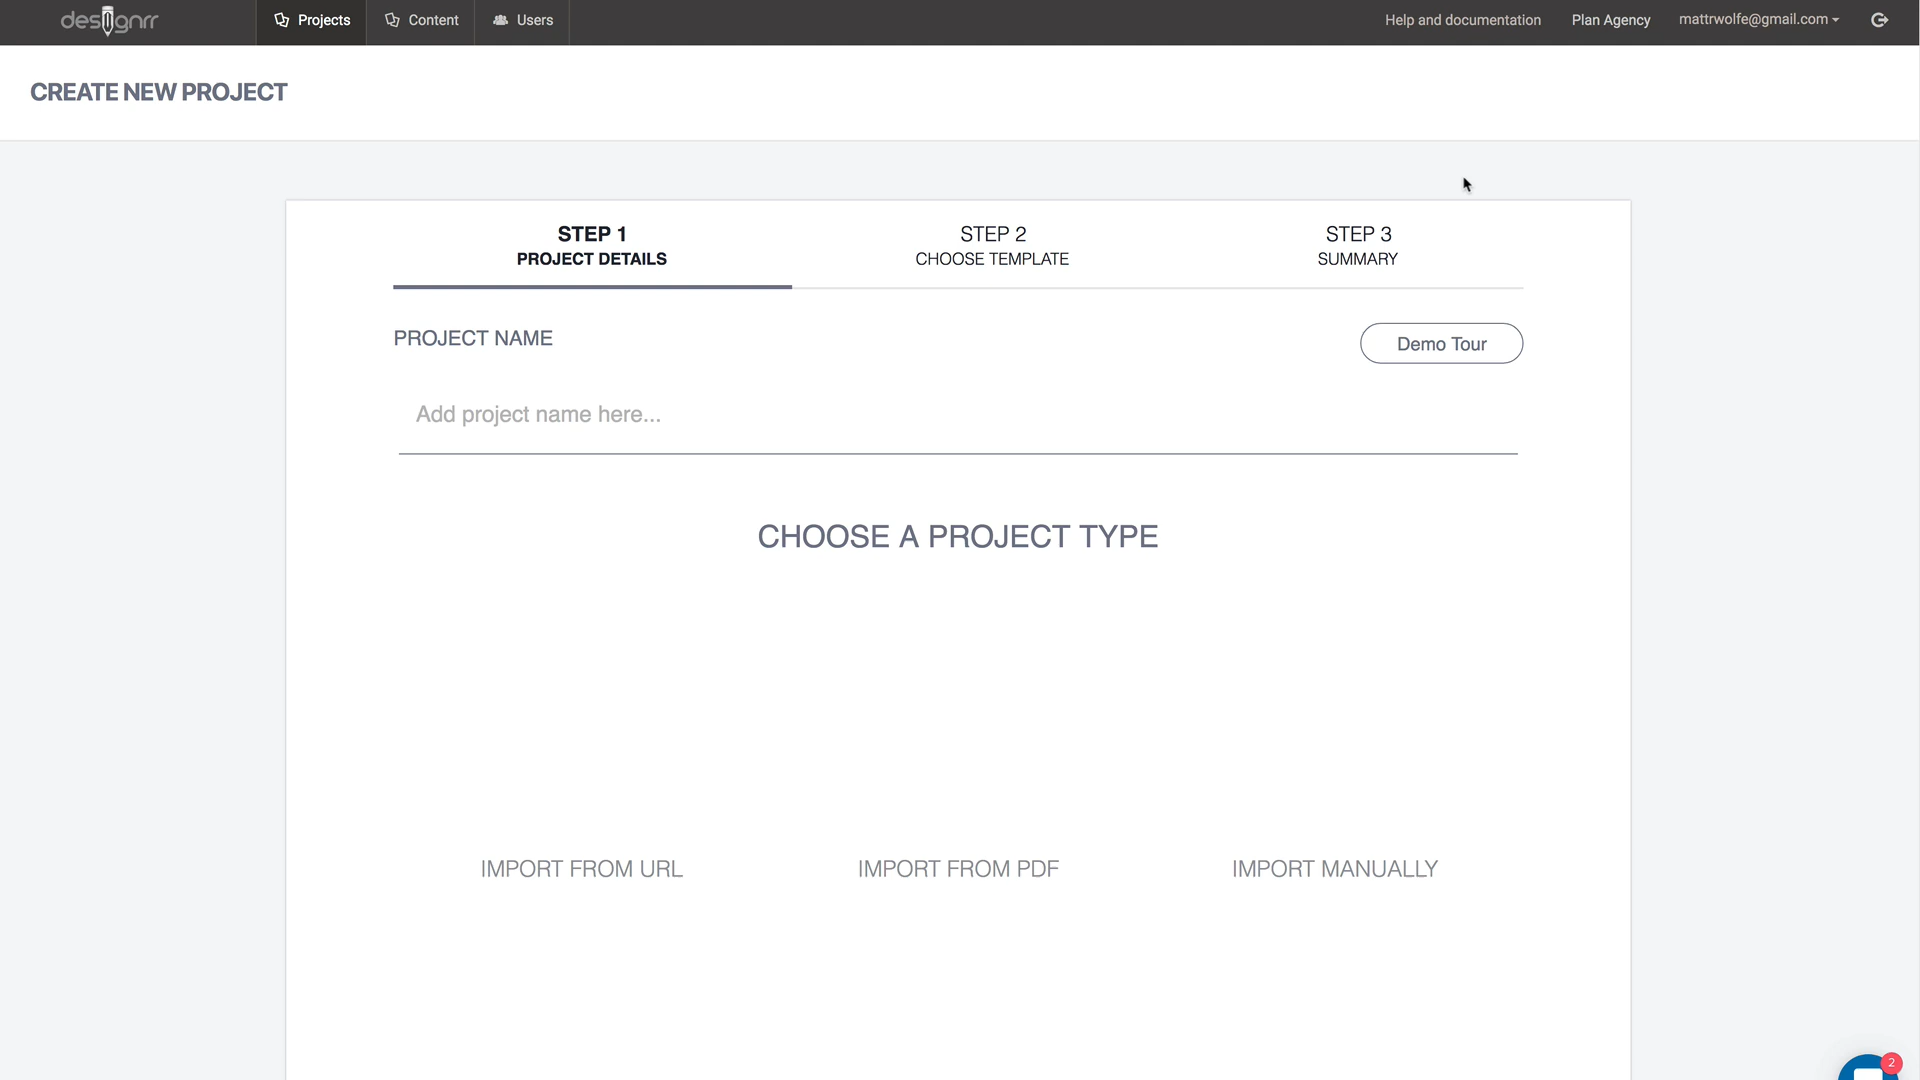 designrr
Projects
Content
Users
Help and documentation
Plan Agency
mattrwolfe@gmail.com
CREATE NEW PROJECT
STEP 1
PROJECT DETAILS
STEP 2
CHOOSE TEMPLATE
STEP 3
SUMMARY
PROJECT NAME
Demo Tour
Add project name here...
CHOOSE A PROJECT TYPE
IMPORT FROM URL
IMPORT FROM PDF
IMPORT MANUALLY
2